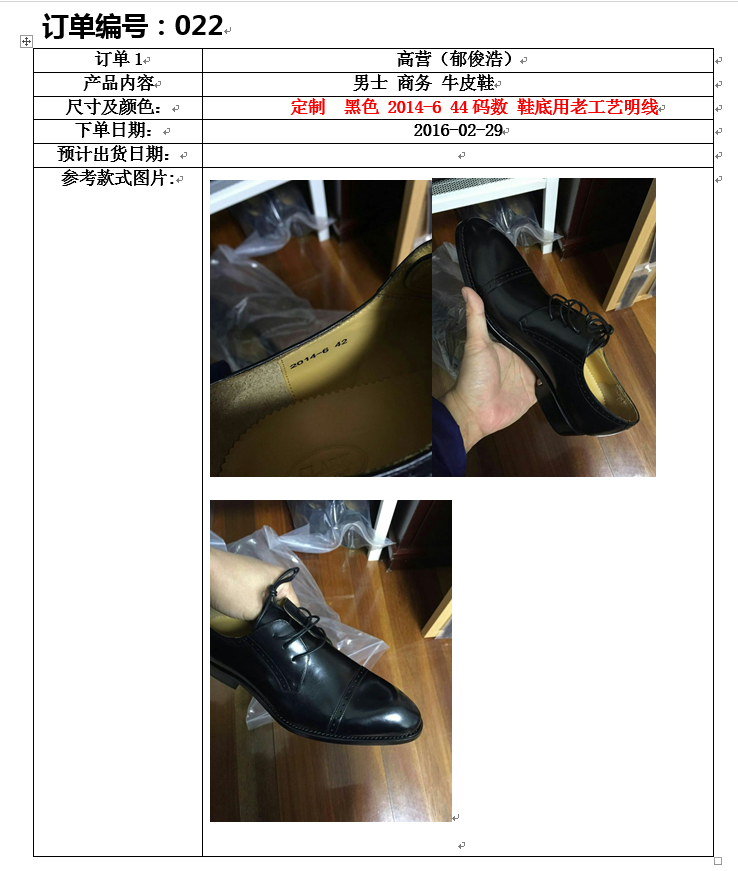 订单编号：022
订单1 高营（郁俊浩）
产品内容 男士 商务 牛皮鞋
尺寸及颜色： 定制 黑色 2014-6 44码数 鞋底用老工艺明线
下单日期： 2016-02-29
预计出货日期：
参考款式图片:
2014-6 42